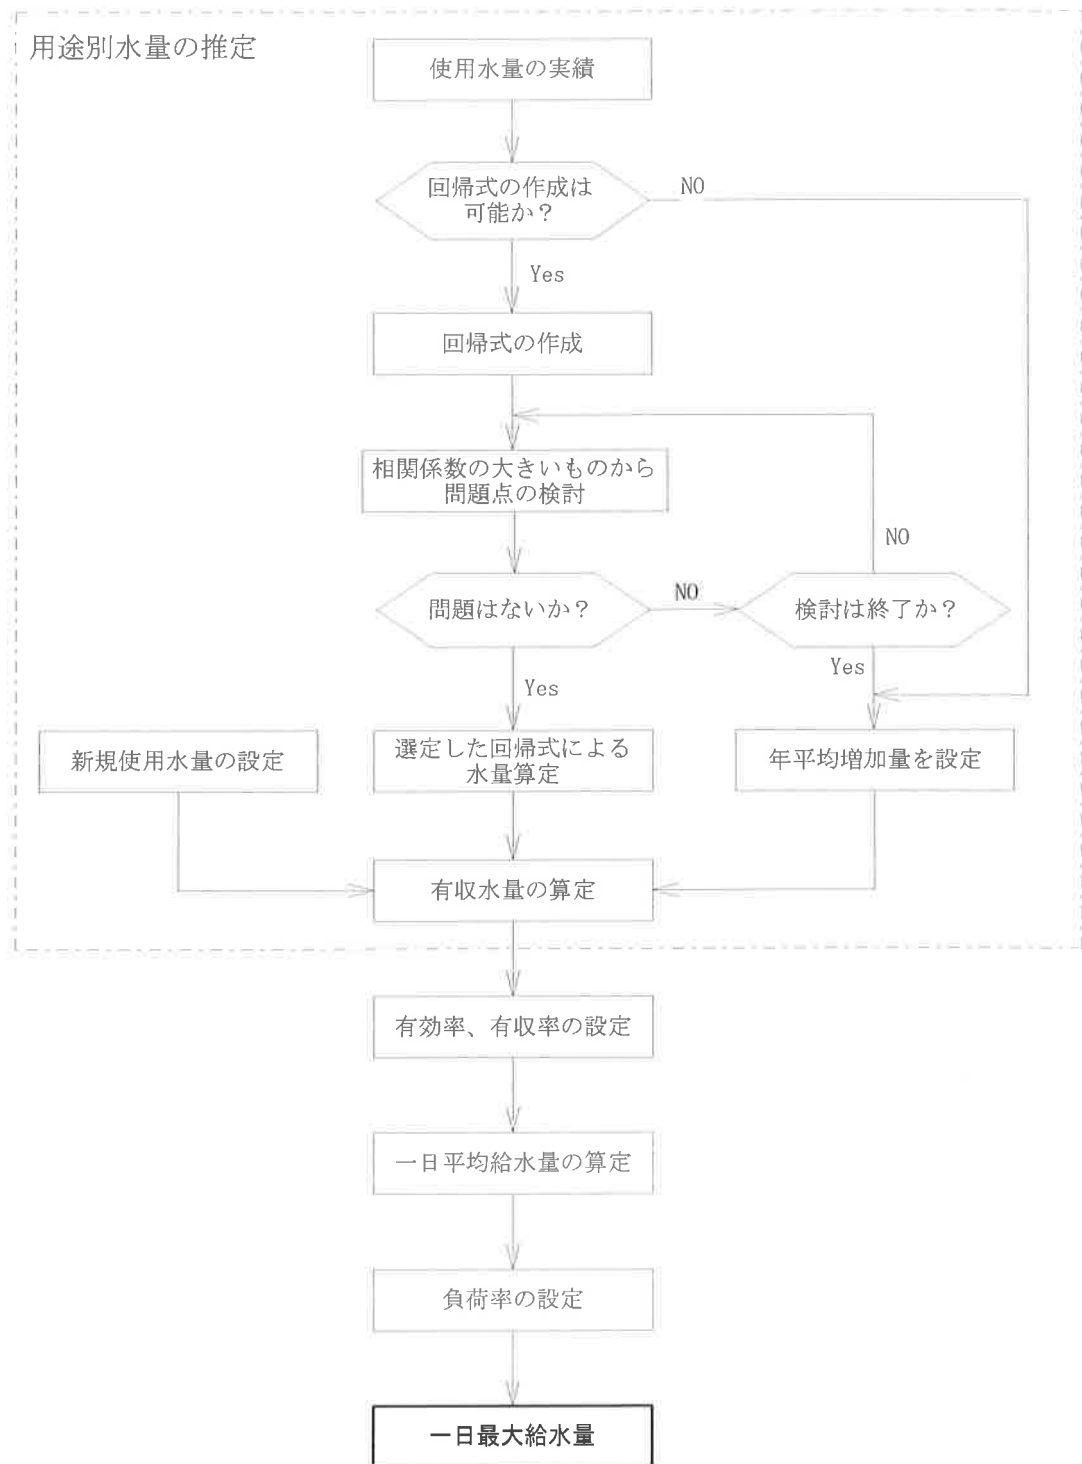 用途別水量の推定
使用水量の実績
回帰式の作成は
可能か？
NO
Yes
回帰式の作成
相関係数の大きいものから
問題点の検討
NO
問題はないか？
NO
検討は終了か？
Yes
Yes
新規使用水量の設定
選定した回帰式による
水量算定
年平均増加量を設定
有収水量の算定
有効率、有収率の設定
一日平均給水量の算定
負荷率の設定
一日最大給水量